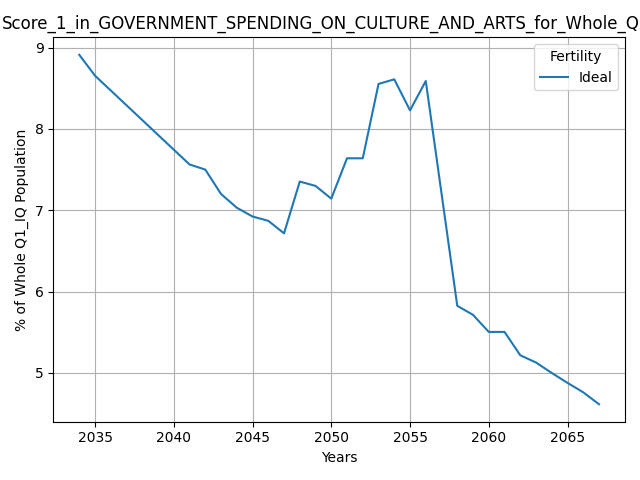 Score_1_in_GOVERNMENT_SPENDING_ON_CULTURE_AND_ARTS_for_Whole_Q
Fertility
Ideal
% of Whole Q1_IQ Population
9
8
7
6
5
2035 2040 2045 2050 2055 2060 2065
Years